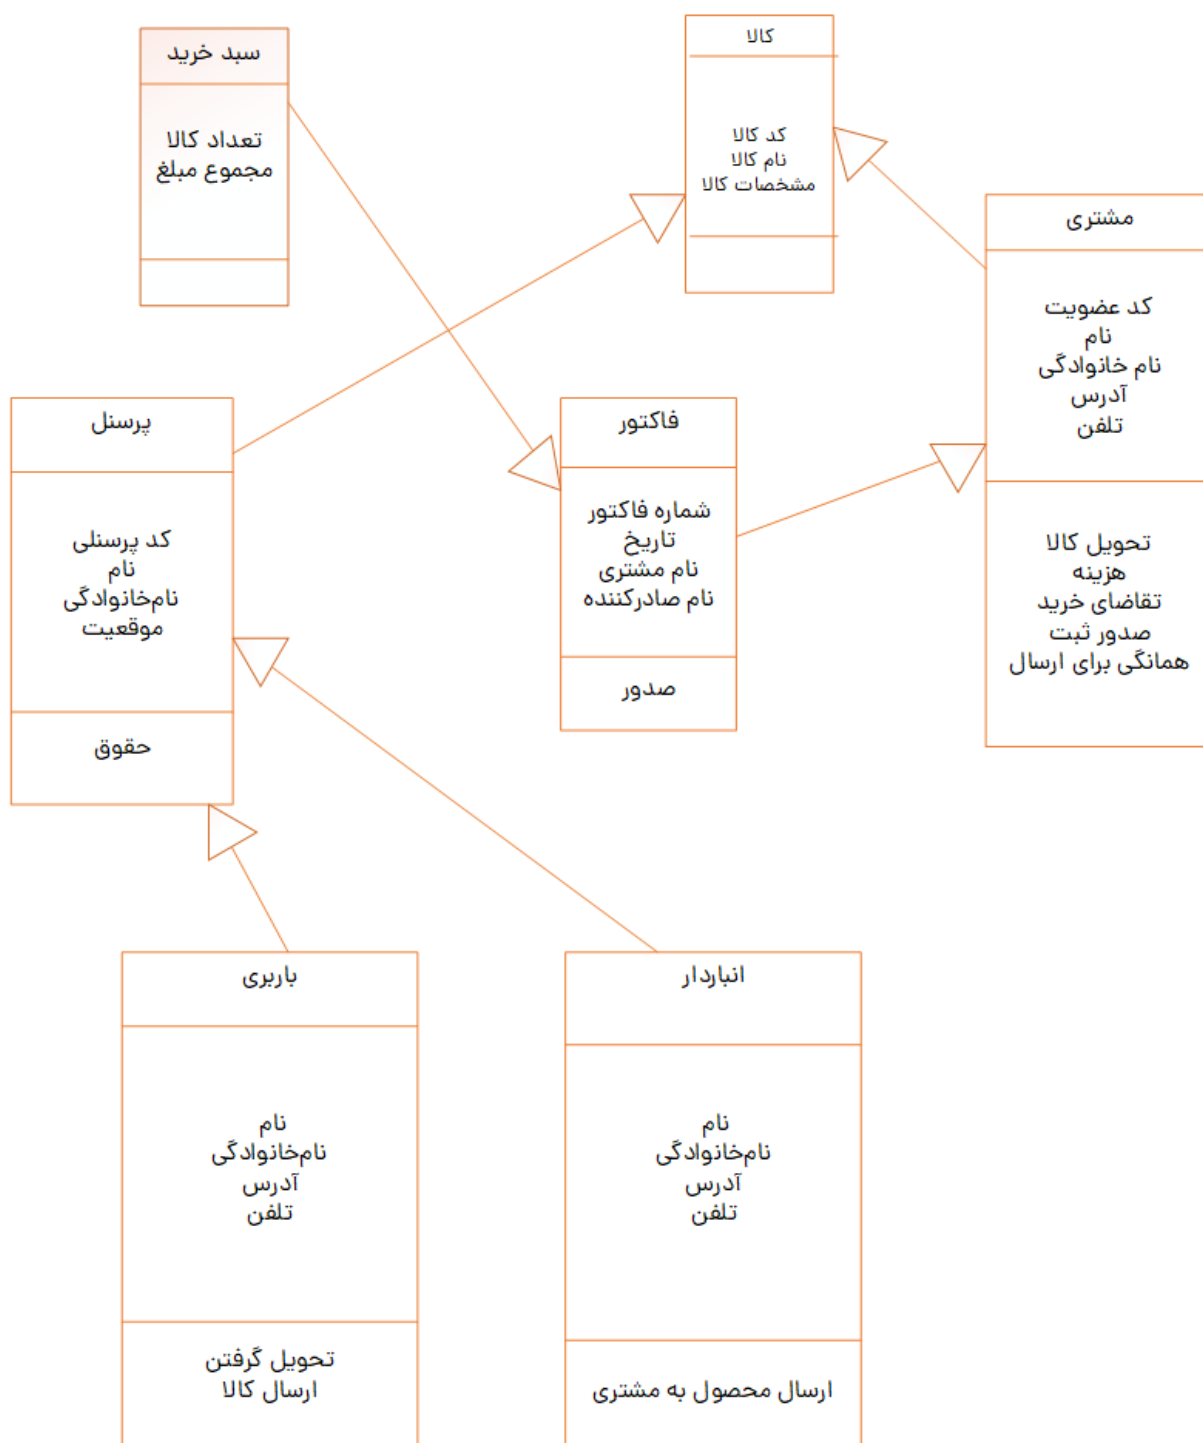 سبد خرید
تعداد کالا
مجموع مبلغ
کالا
کد کالا
نام کالا
مشخصات کالا
مشتری
کد عضویت
نام
نام خانوادگی
آدرس
تلفن
تحویل کالا
هزینه
تقاضای خرید
صدور ثبت
همانگی برای ارسال
فاکتور
شماره فاکتور
تاریخ
نام مشتری
نام صادرکننده
صدور
پرسنل
کد پرسنلی
نام
نام‌خانوادگی
موقعیت
حقوق
انباردار
نام
نام‌خانوادگی
آدرس
تلفن
ارسال محصول به مشتری
باربری
نام
نام‌خانوادگی
آدرس
تلفن
تحویل گرفتن
ارسال کالا